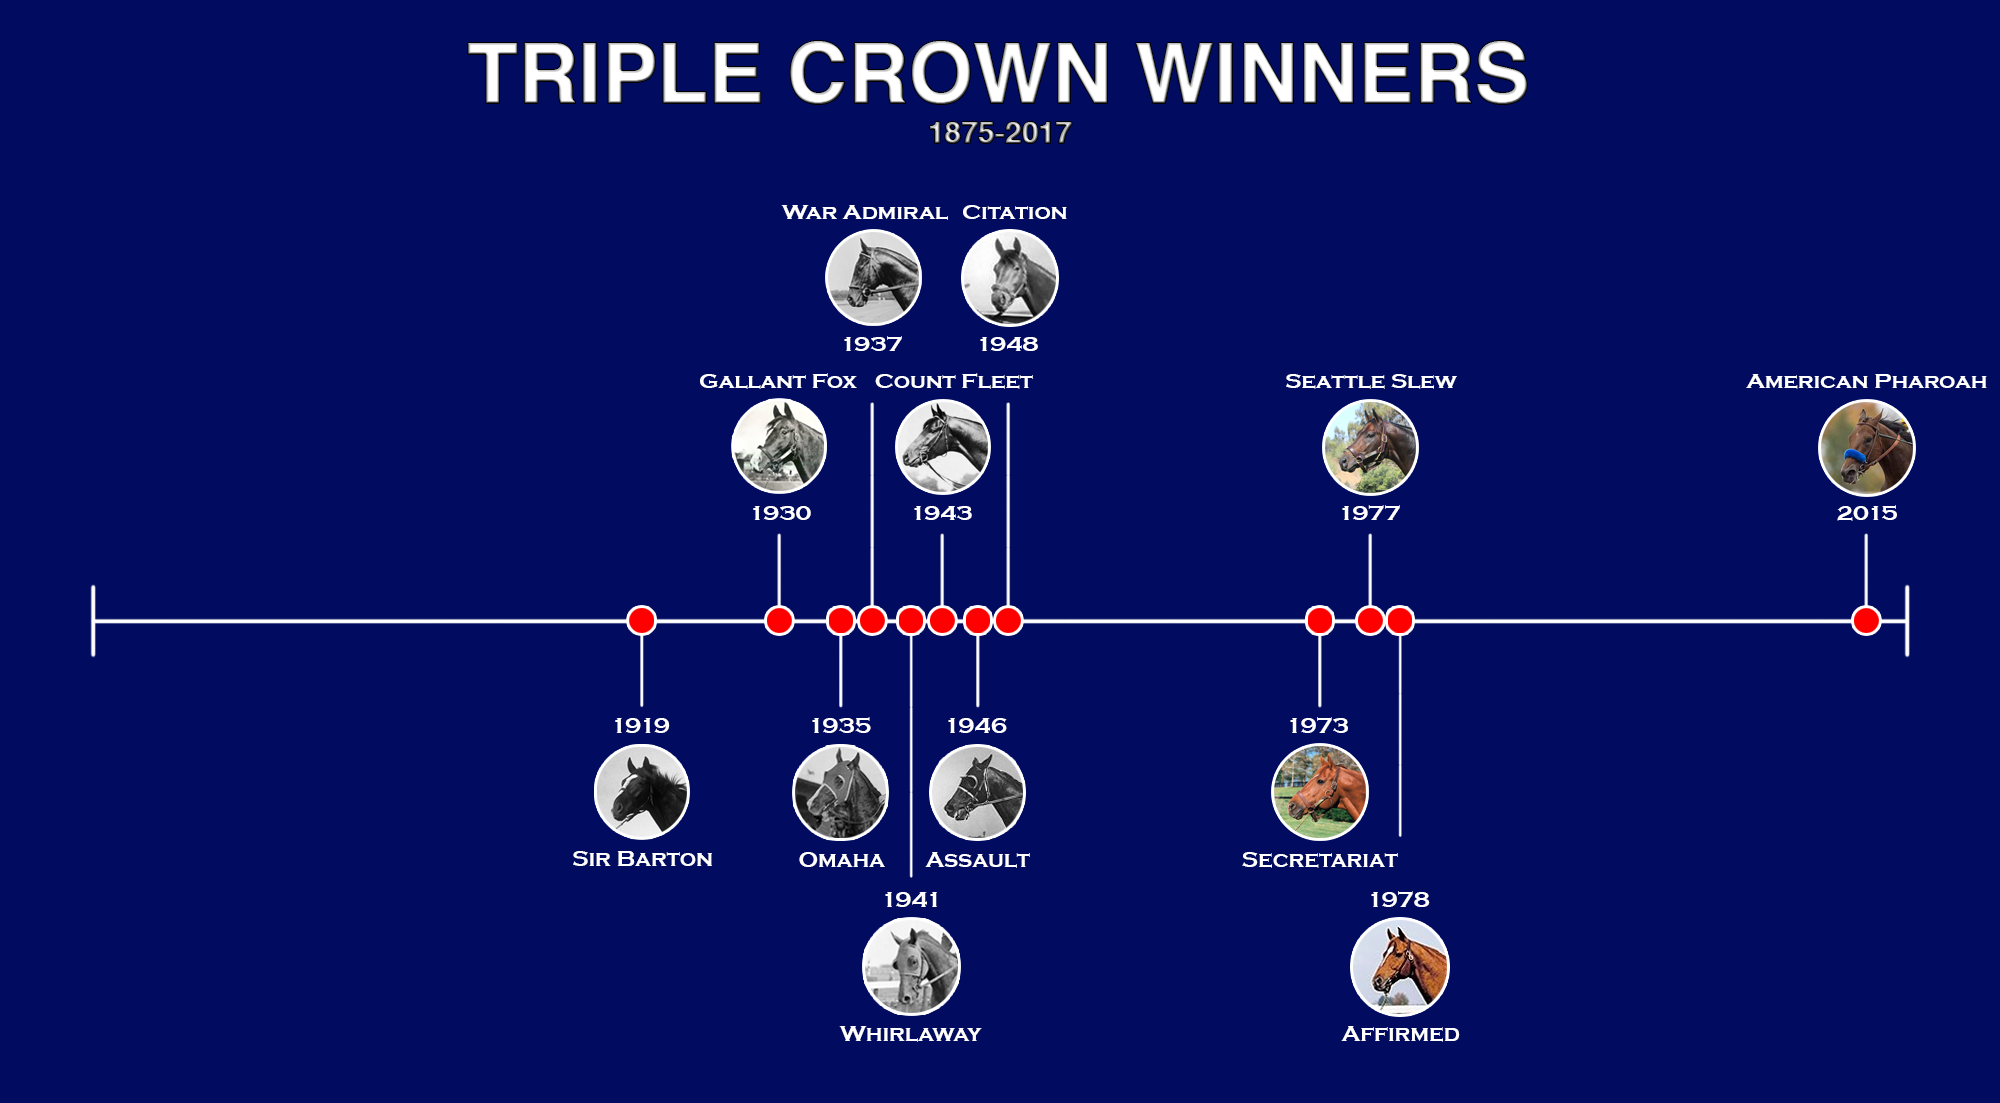 TRIPLE CROWN WINNERS
1875-2017
War Admiral
Citation
1937
1948
Gallant Fox
Count Fleet
Seattle Slew
American Pharoah
1930
1943
1977
2015
1919
1935
1946
1973
Sir Barton
Omaha
Assault
Secretariat
1941
1978
Whirlaway
Affirmed